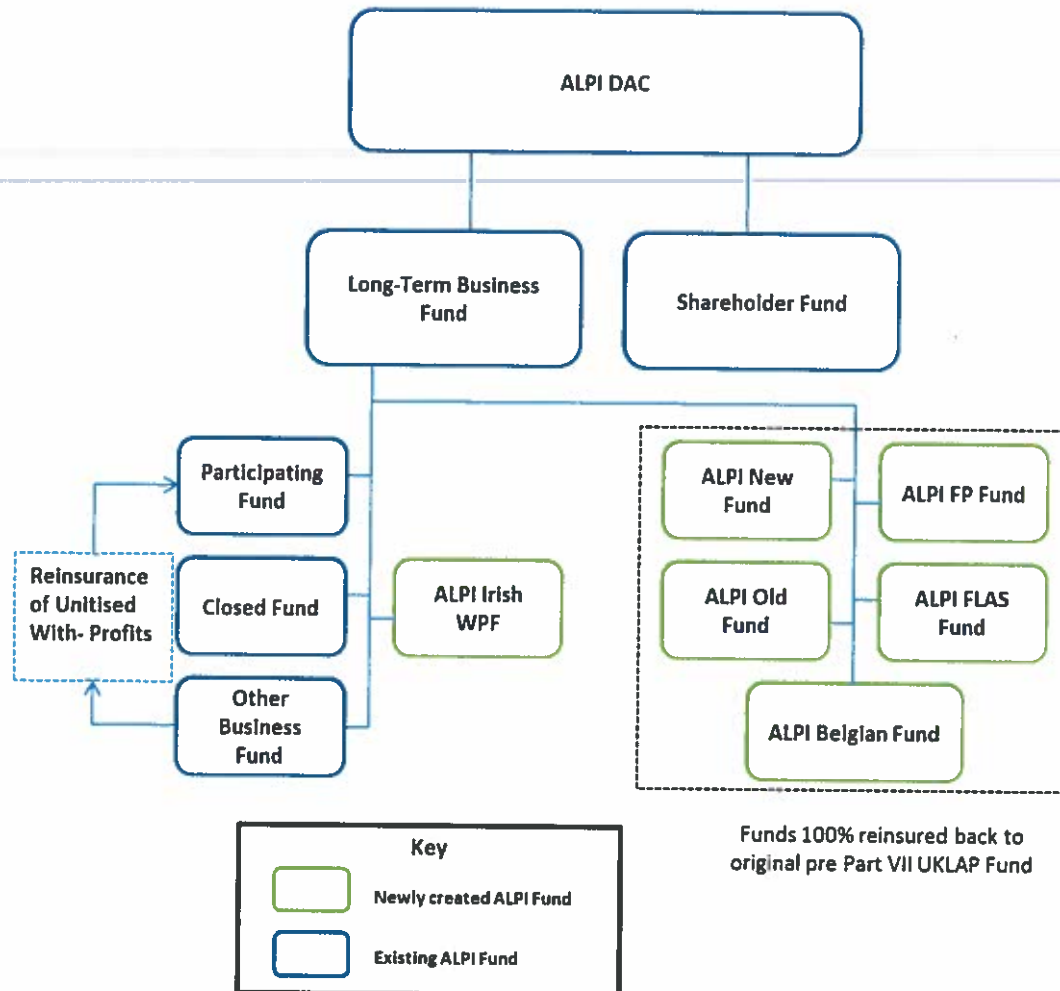 ALPI DAC
Long-Term Business
Fund
Shareholder Fund
Participating
Fund
Reinsurance
of Unitised
With- Profits
Closed Fund
Other
Business
Fund
ALPI Irish
WPF
ALPI New
Fund
ALPI FP Fund
ALPI Old
Fund
ALPI FLAS
Fund
ALPI Belgian Fund
Funds 100% reinsured back to
original pre Part VII UKLAP Fund
Key
Newly created ALPI Fund
Existing ALPI Fund